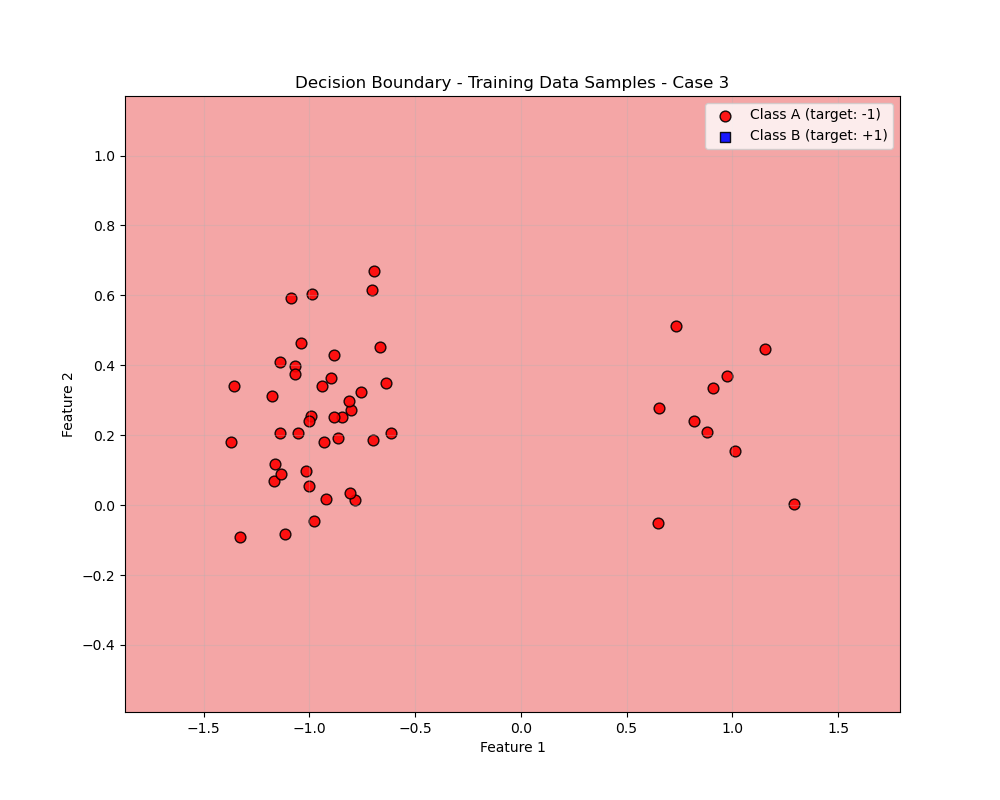 Decision Boundary - Training Data Samples - Case 3
Class A (target: -1)
Class B (target: +1)
1.0
0.8
0.6
0.4
0.2
0.0
−0.2
−0.4
Feature 2
−1.5 −1.0 −0.5 0.0 0.5 1.0 1.5
Feature 1